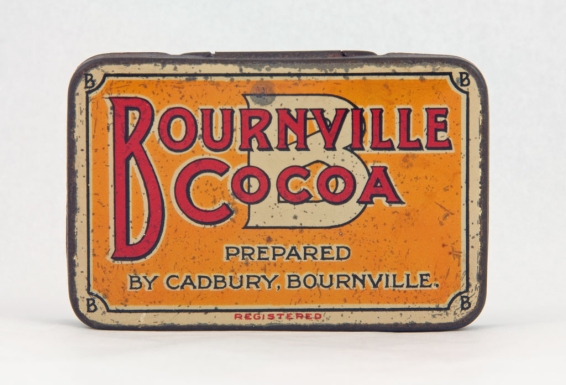 B B
BOURNVILLE
B
COCOA
PREPARED
BY CADBURY, BOURNVILLE.
B B
REGISTERED